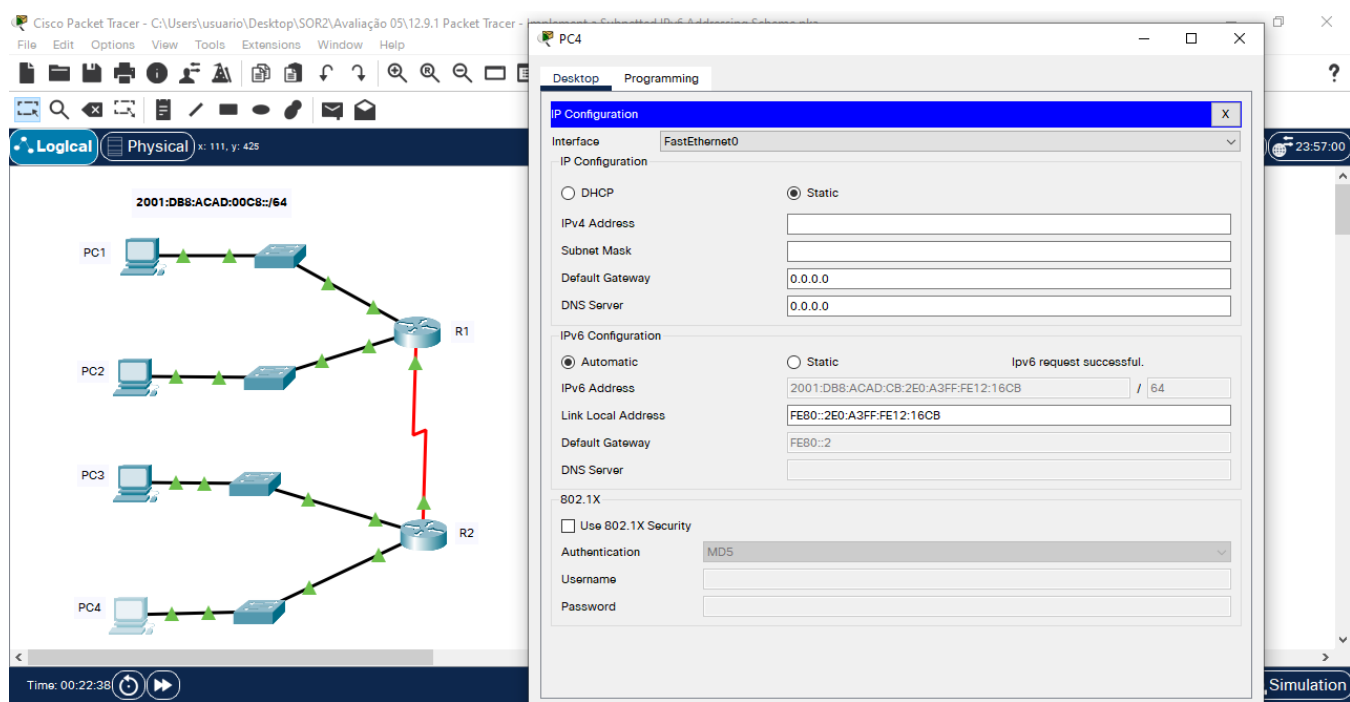 Cisco Packet Tracer - C:\Users\usuario\Desktop\SOR2\Avaliação 05\12.9.1 Packet Tracer - Implement a Subnetted IPv6 Addressing Scheme.pka
File Edit Options View Tools Extensions Window Help
?
Logical Physical x: 111, y: 425
23:57:00
2001:DB8:ACAD:00C8::/64
PC1
R1
PC2
PC3
R2
PC4
Time: 00:22:38
Simulation
PC4
Desktop Programming
IP Configuration X
Interface FastEthernet0
IP Configuration
DHCP Static
IPv4 Address
Subnet Mask
Default Gateway 0.0.0.0
DNS Server 0.0.0.0
IPv6 Configuration
Automatic Static Ipv6 request successful.
IPv6 Address 2001:DB8:ACAD:CB:2E0:A3FF:FE12:16CB / 64
Link Local Address FE80::2E0:A3FF:FE12:16CB
Default Gateway FE80::2
DNS Server
802.1X
Use 802.1X Security
Authentication MD5
Username
Password